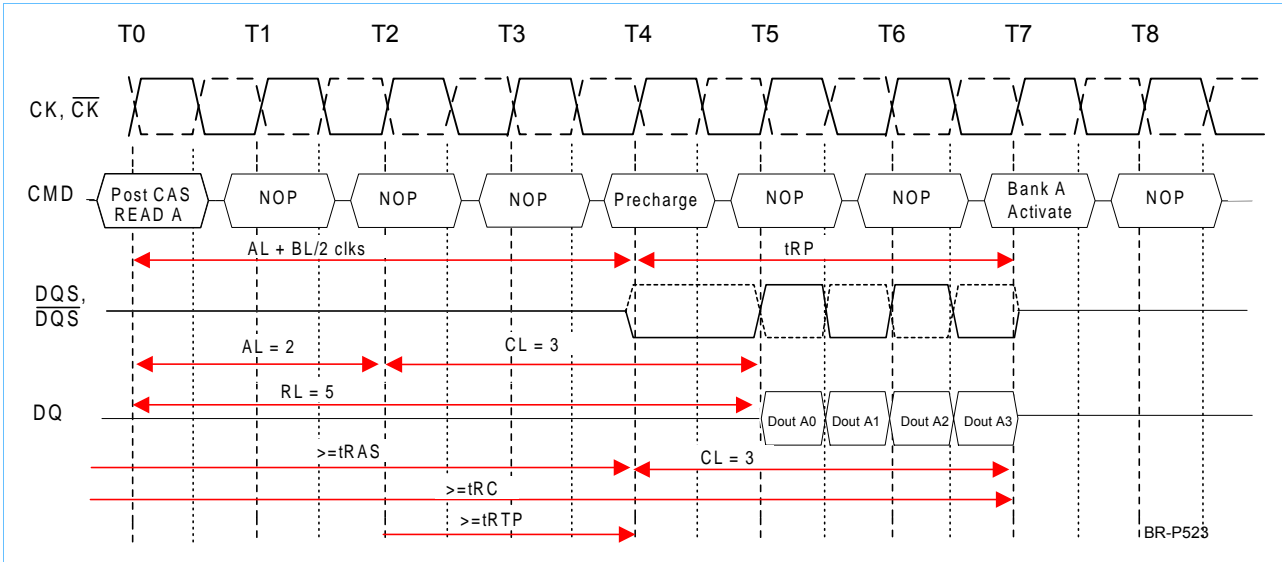 T0 T1 T2 T3 T4 T5 T6 T7 T8
CK, CK
CMD Post CAS NOP NOP NOP Precharge NOP NOP Bank A NOP
READ A Activate
AL + BL/2 clks tRP
DQS,
DQS
AL = 2 CL = 3
RL = 5
DQ Dout A0 Dout A1 Dout A2 Dout A3
>=tRAS CL = 3
>=tRC
>=tRTP
BR-P523